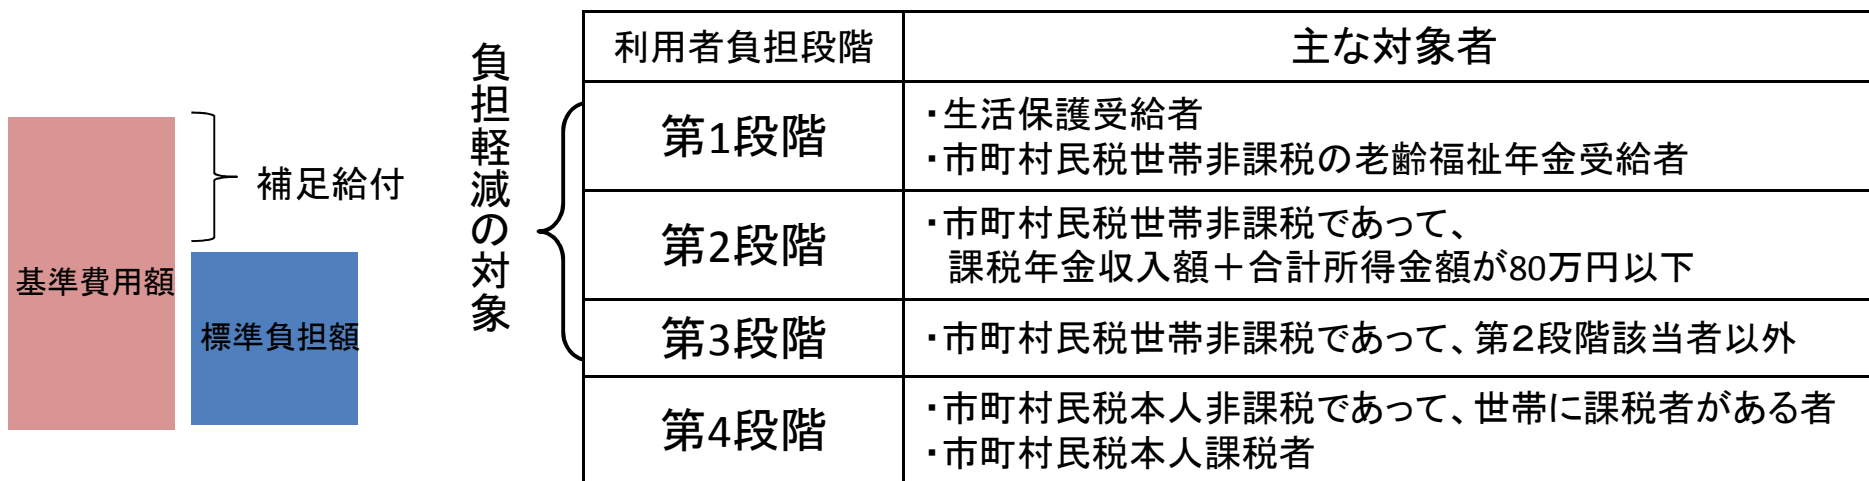 基準費用額
補足給付
標準負担額
負担軽減の対象
利用者負担段階
主な対象者
第1段階
・生活保護受給者
・市町村民税世帯非課税の老齢福祉年金受給者
第2段階
・市町村民税世帯非課税であって、
課税年金収入額＋合計所得金額が80万円以下
第3段階
・市町村民税世帯非課税であって、第２段階該当者以外
第4段階
・市町村民税本人非課税であって、世帯に課税者がある者
・市町村民税本人課税者